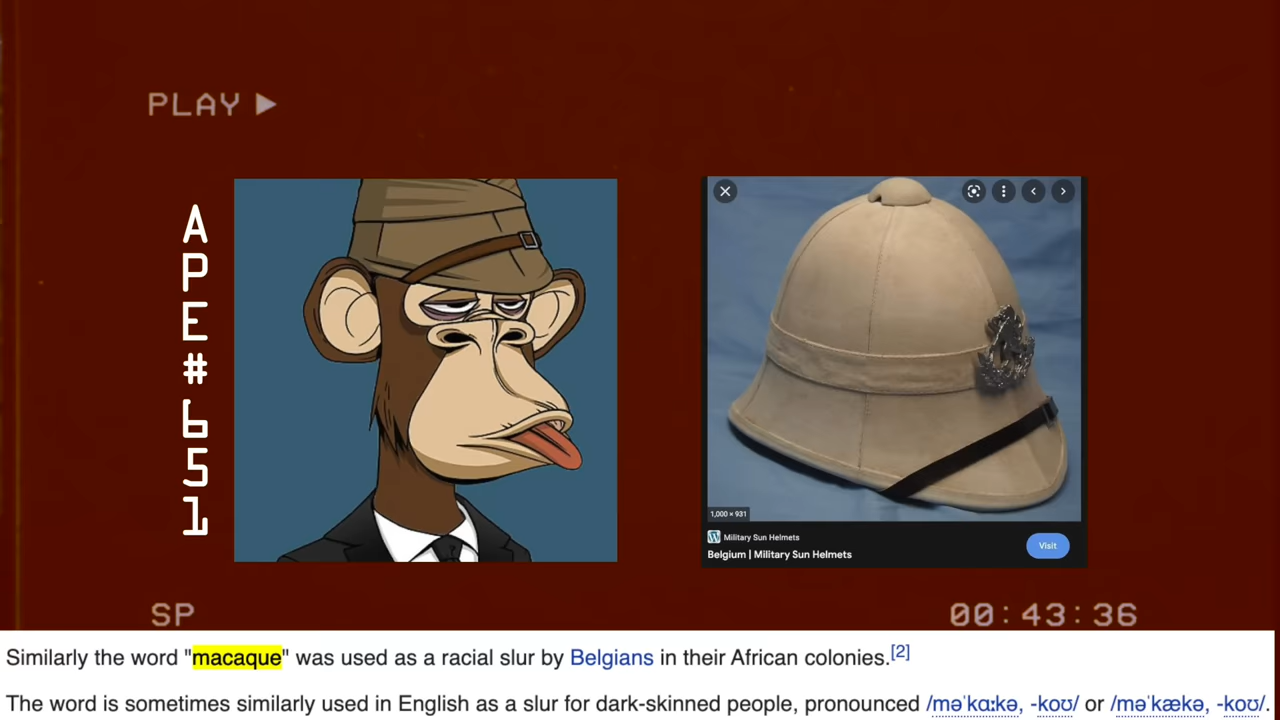 PLAY
APE#651
1,000 × 931
Military Sun Helmets
Belgium | Military Sun Helmets
Visit
SP
00:43:36
Similarly the word "macaque" was used as a racial slur by Belgians in their African colonies.[2]
The word is sometimes similarly used in English as a slur for dark-skinned people, pronounced /məˈkɑːkə, -koʊ/ or /məˈkækə, -koʊ/.